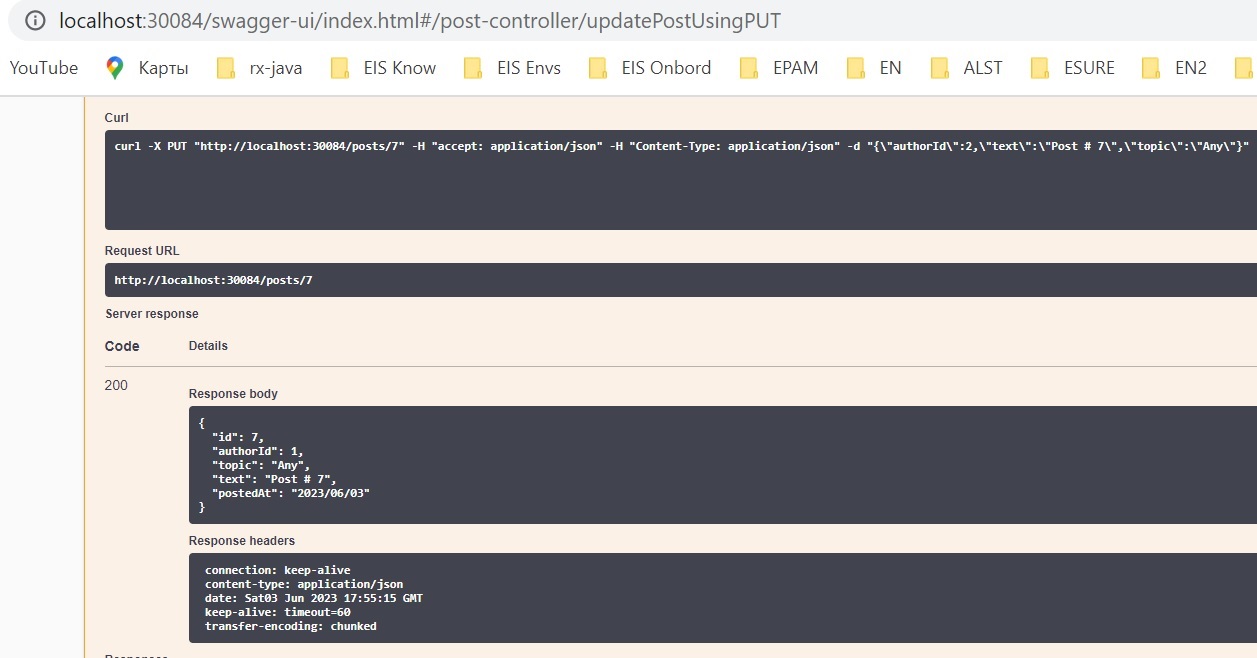 localhost:30084/swagger-ui/index.html#/post-controller/updatePostUsingPUT
YouTube Карты rx-java EIS Know EIS Envs EIS Onbord EPAM EN ALST ESURE EN2
Curl
curl -X PUT "http://localhost:30084/posts/7" -H "accept: application/json" -H "Content-Type: application/json" -d "{\"authorId\":2,\"text\":\"Post # 7\",\"topic\":\"Any\"}"
Request URL
http://localhost:30084/posts/7
Server response
Code Details
200
Response body
{
"id": 7,
"authorId": 1,
"topic": "Any",
"text": "Post # 7",
"postedAt": "2023/06/03"
}
Response headers
connection: keep-alive
content-type: application/json
date: Sat03 Jun 2023 17:55:15 GMT
keep-alive: timeout=60
transfer-encoding: chunked
Responses